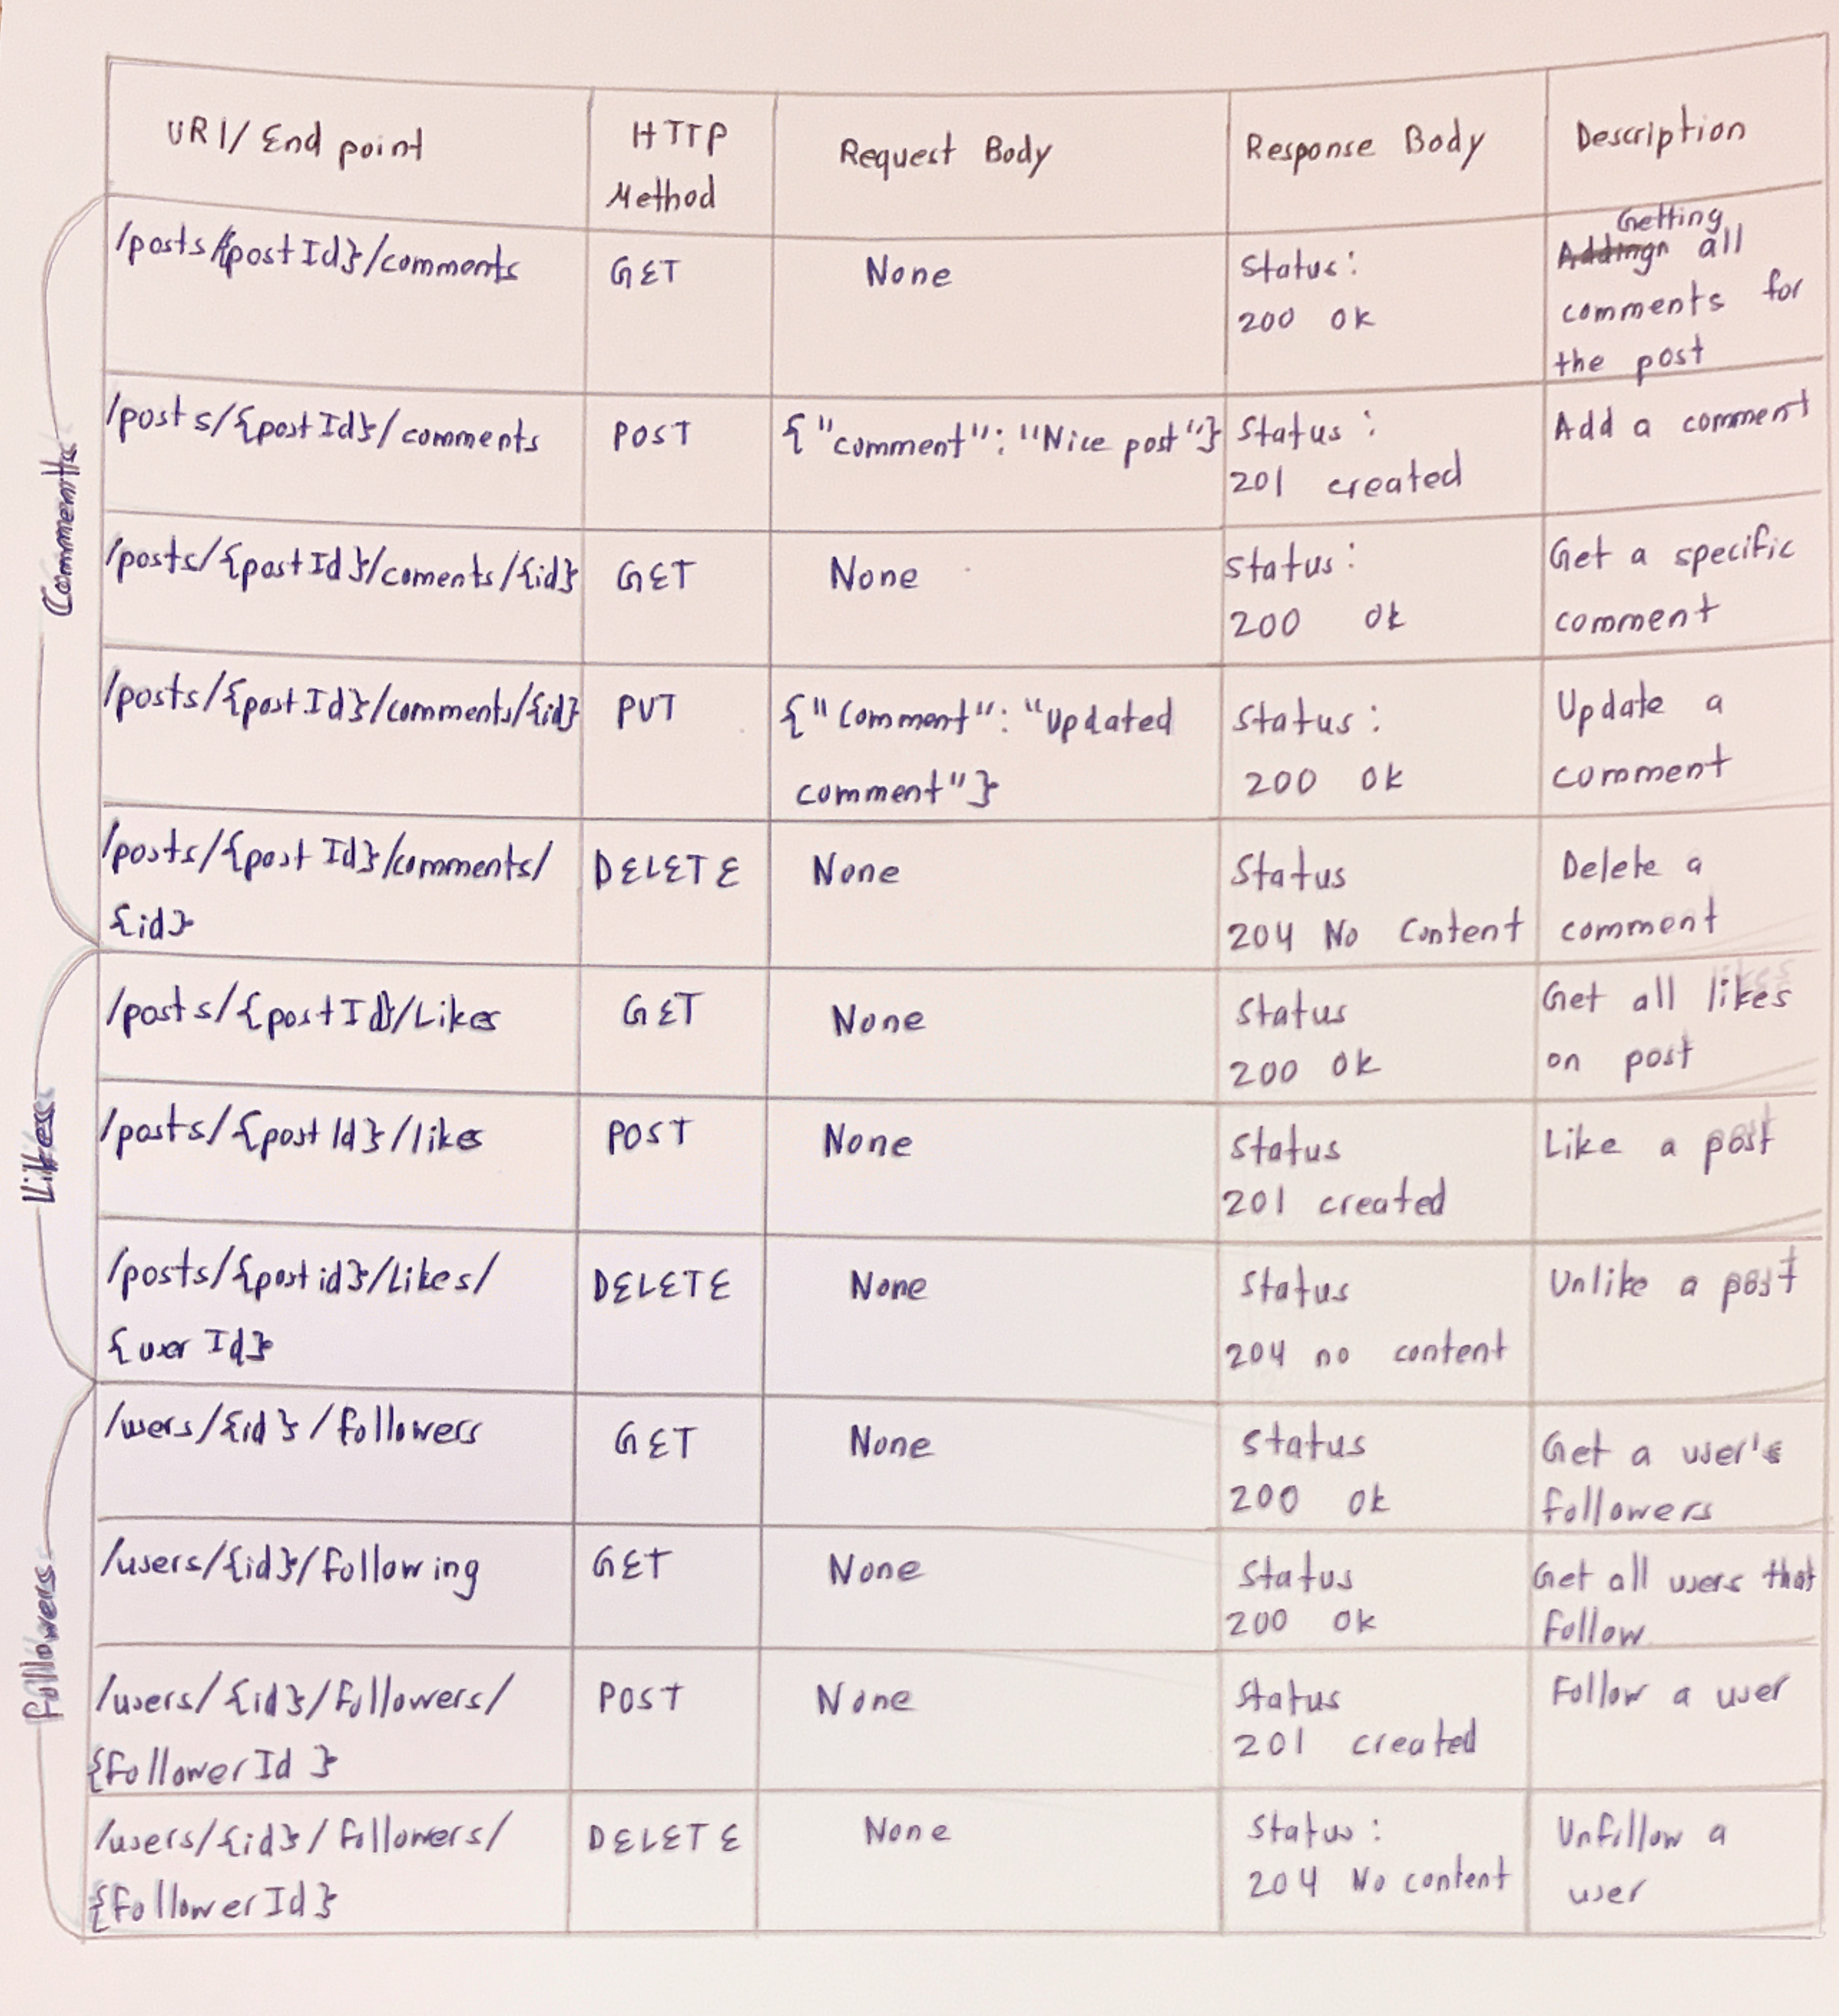 URI/ End point
HTTP
Method
Request Body
Response Body
Description
Comments
/posts/{postId}/comments
GET
None
Status:
200 ok
Getting
all
comments for
the post
/posts/{postId}/comments
POST
{"comment": "Nice post"}
Status:
201 created
Add a comment
/posts/{postId}/coments/{id}
GET
None
Status:
200 ok
Get a specific
comment
/posts/{postId}/comments/{id}
PUT
{"Comment": "Updated
comment"}
Status:
200 ok
Update a
comment
/posts/{postId}/comments/
{id}
DELETE
None
Status
204 No Content
Delete a
comment
Likes
/posts/{postId}/Likes
GET
None
Status
200 ok
Get all likes
on post
/posts/{postId}/likes
POST
None
Status
201 created
Like a post
/posts/{postid}/Likes/
{userId}
DELETE
None
Status
204 no content
Unlike a post
Followers
/users/{id}/followers
GET
None
Status
200 ok
Get a user's
followers
/users/{id}/following
GET
None
Status
200 ok
Get all users that
follow
/users/{id}/followers/
{followerId}
POST
None
Status
201 created
Follow a user
/users/{id}/followers/
{followerId}
DELETE
None
Status:
204 No content
Unfillow a
user